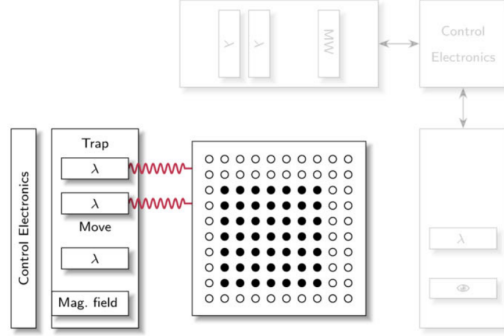 λ
λ
MW
Control
Electronics
Control Electronics
Trap
λ
λ
Move
λ
Mag. field
λ